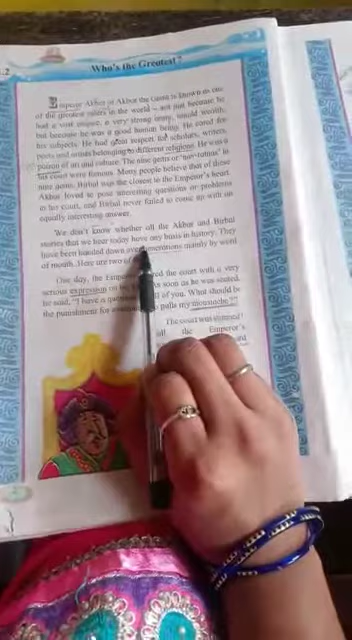 .2
Who's the Greatest?
Emperor Akbar or Akbar the Great is known as one
of the greatest rulers in the world – not just because he
had a vast empire, a very strong army, untold wealth,
but because he was a good human being. He cared for
his subjects. He had great respect for scholars, writers,
poets and artists belonging to different religions. He was a
patron of art and culture. The nine gems or "nav-ratnas" in
his court were famous. Many people believe that of these
nine gems, Birbal was the closest to the Emperor's heart.
Akbar loved to pose interesting questions or problems
to his court, and Birbal never failed to come up with an
equally interesting answer.
We don't know whether all the Akbar and Birbal
stories that we hear today have any basis in history. They
have been handed down over generations mainly by word
of mouth. Here are two of
One day, the Emperor the court with a very
serious expression on As soon as he was seated,
he said, "I have a question all of you. What should be
the punishment for someone pulls my moustache?"
The court was stunned!
all the Emperor's